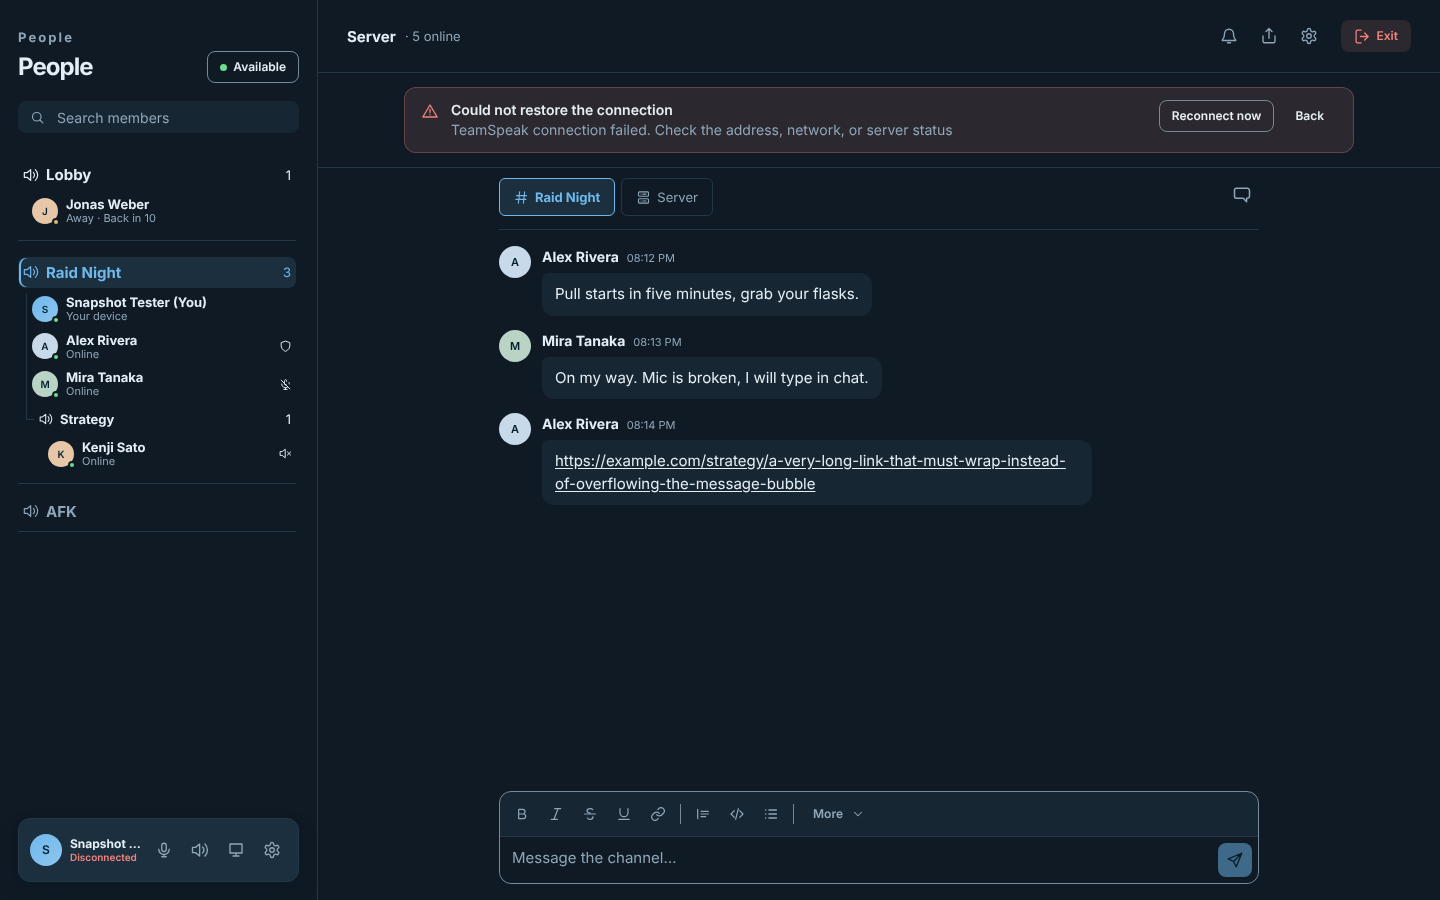 People
People
Available
Search members
Lobby
1
J
Jonas Weber
Away · Back in 10
Raid Night
3
S
Snapshot Tester (You)
Your device
A
Alex Rivera
Online
M
Mira Tanaka
Online
Strategy
1
K
Kenji Sato
Online
AFK
S
Snapshot ...
Disconnected
Server · 5 online
Exit
Could not restore the connection
TeamSpeak connection failed. Check the address, network, or server status
Reconnect now
Back
Raid Night
Server
A
Alex Rivera 08:12 PM
Pull starts in five minutes, grab your flasks.
M
Mira Tanaka 08:13 PM
On my way. Mic is broken, I will type in chat.
A
Alex Rivera 08:14 PM
https://example.com/strategy/a-very-long-link-that-must-wrap-instead-
of-overflowing-the-message-bubble
More
Message the channel...